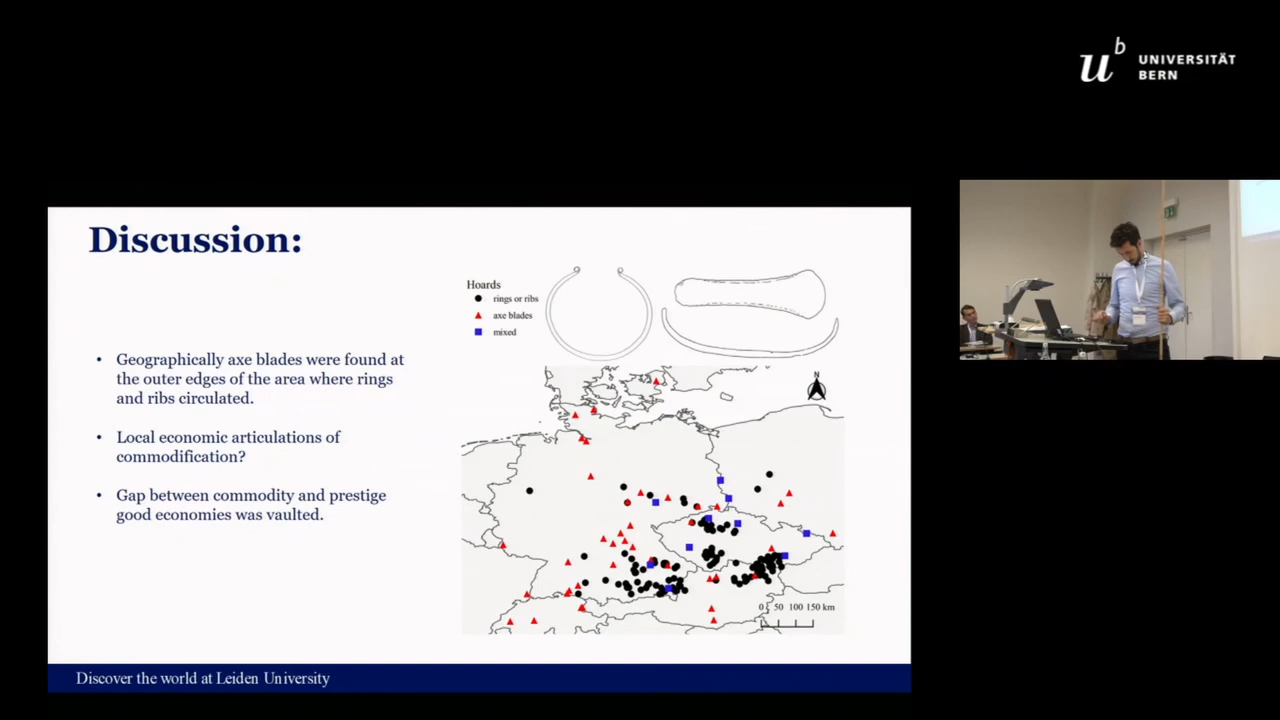 u^b UNIVERSITÄT
BERN
Discussion:
Hoards
rings or ribs
axe blades
mixed
• Geographically axe blades were found at
the outer edges of the area where rings
and ribs circulated.
• Local economic articulations of
commodification?
• Gap between commodity and prestige
good economies was vaulted.
N
0 50 100 150 km
Discover the world at Leiden University